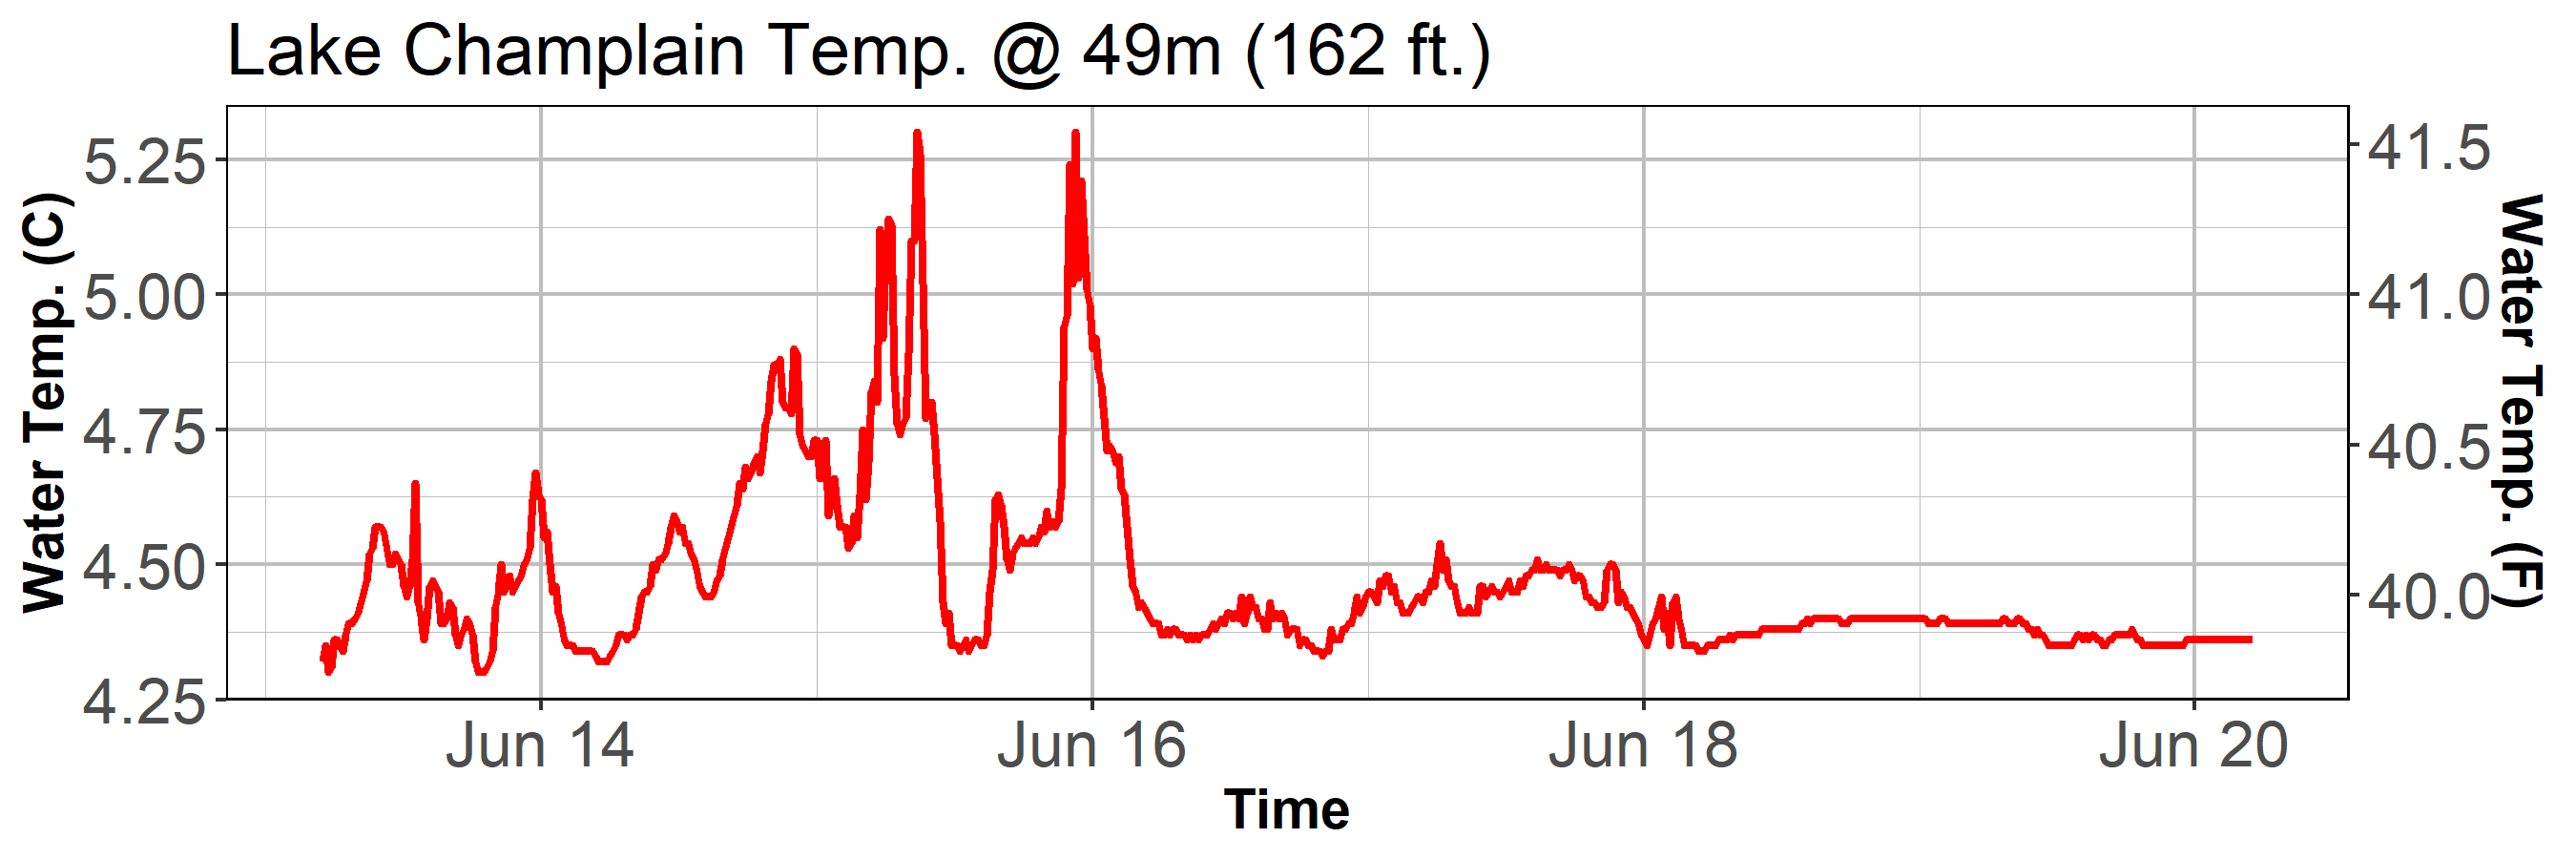 Lake Champlain Temp. @ 49m (162 ft.)
Water Temp. (C)
5.25
5.00
4.75
4.50
4.25
41.5
41.0
40.5
40.0
Water Temp. (F)
Jun 14 Jun 16 Jun 18 Jun 20
Time